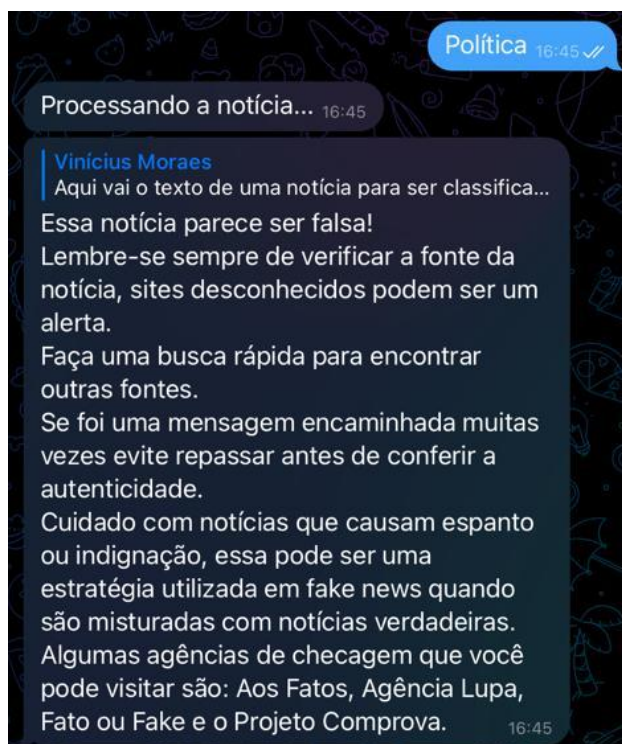 Política 16:45
Processando a notícia... 16:45
Vinícius Moraes
Aqui vai o texto de uma notícia para ser classifica...
Essa notícia parece ser falsa!
Lembre-se sempre de verificar a fonte da
notícia, sites desconhecidos podem ser um
alerta.
Faça uma busca rápida para encontrar
outras fontes.
Se foi uma mensagem encaminhada muitas
vezes evite repassar antes de conferir a
autenticidade.
Cuidado com notícias que causam espanto
ou indignação, essa pode ser uma
estratégia utilizada em fake news quando
são misturadas com notícias verdadeiras.
Algumas agências de checagem que você
pode visitar são: Aos Fatos, Agência Lupa,
Fato ou Fake e o Projeto Comprova. 16:45